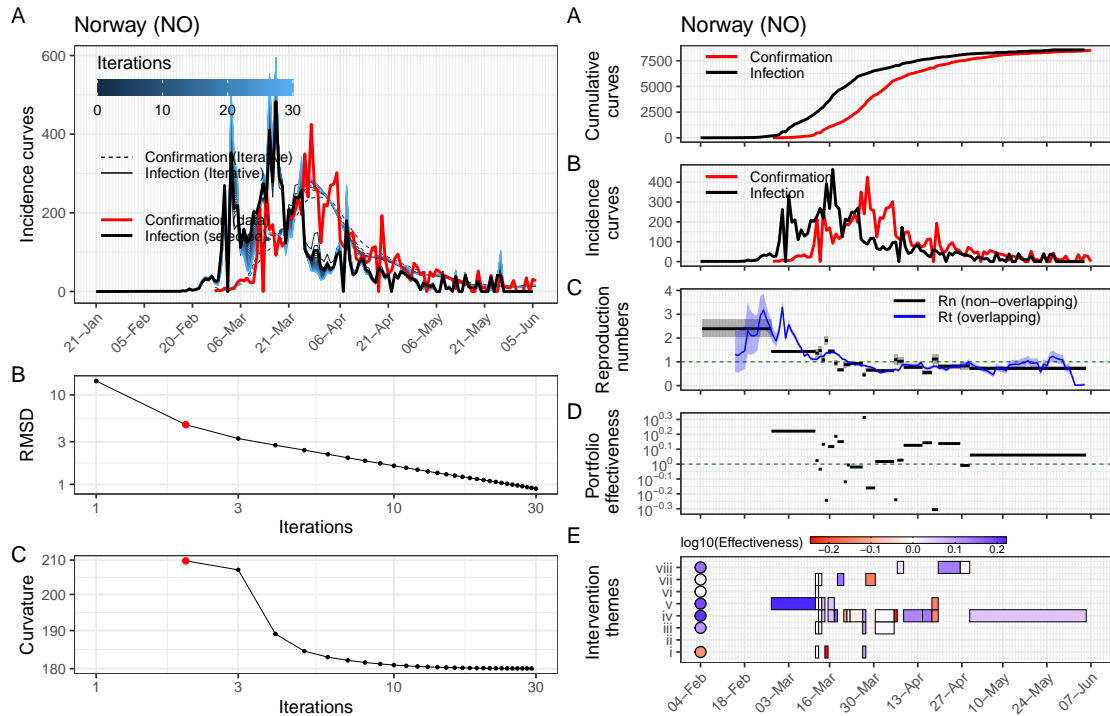 A
Norway (NO)
600
400
200
0
Incidence curves
Iterations
0 10 20 30
Confirmation (Iterative)
Infection (Iterative)
Confirmation (data)
Infection (selected)
21−Jan
05−Feb
20−Feb
06−Mar
21−Mar
06−Apr
21−Apr
06−May
21−May
05−Jun
B
RMSD
10
3
1
1 3 10 30
Iterations
C
Curvature
210
200
190
180
1 3 10 30
Iterations
A
Norway (NO)
Cumulative
curves
7500
5000
2500
0
Confirmation
Infection
B
Incidence
curves
400
300
200
100
0
Confirmation
Infection
C
Reproduction
numbers
4
3
2
1
0
Rn (non−overlapping)
Rt (overlapping)
D
Portfolio
effectiveness
10^0.3
10^0.2
10^0.1
10^0
10^−0.1
10^−0.2
10^−0.3
E
log10(Effectiveness)
−0.2 −0.1 0.0 0.1 0.2
Intervention
themes
viii
vii
vi
v
iv
iii
ii
i
04−Feb
18−Feb
03−Mar
16−Mar
30−Mar
13−Apr
27−Apr
10−May
24−May
07−Jun